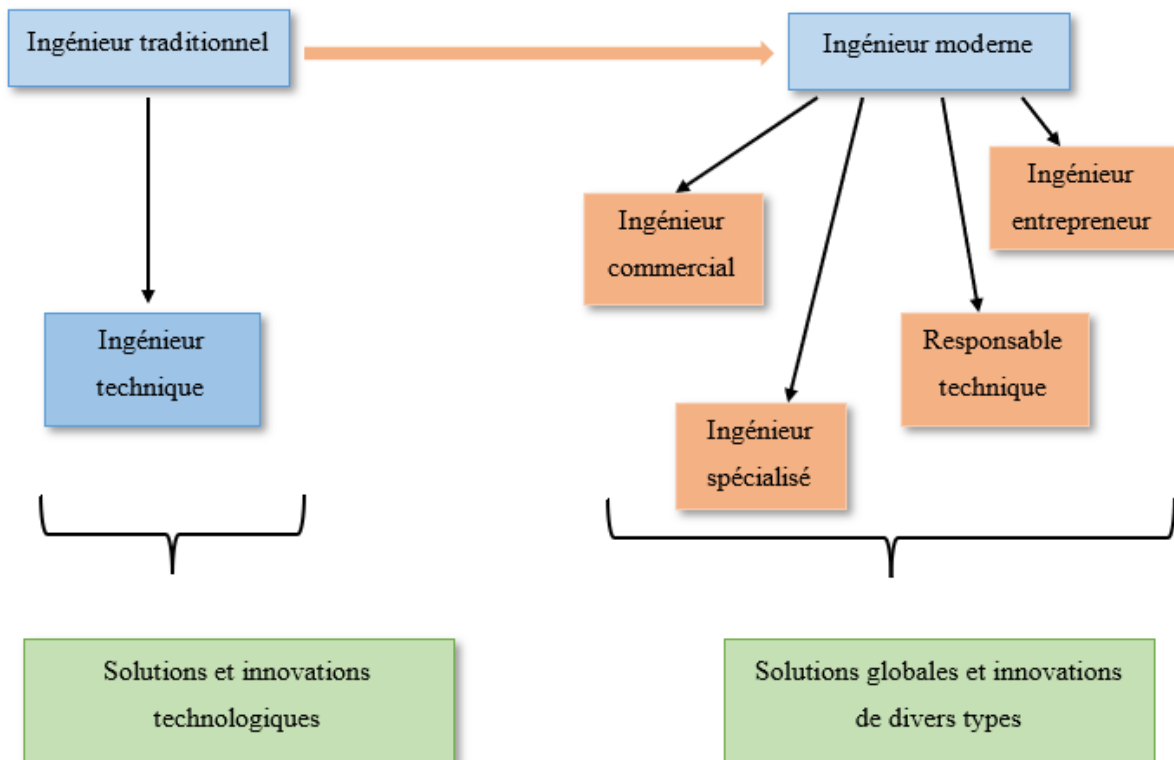 Ingénieur traditionnel
Ingénieur moderne
Ingénieur
entrepreneur
Ingénieur
commercial
Ingénieur
technique
Responsable
technique
Ingénieur
spécialisé
Solutions et innovations
technologiques
Solutions globales et innovations
de divers types